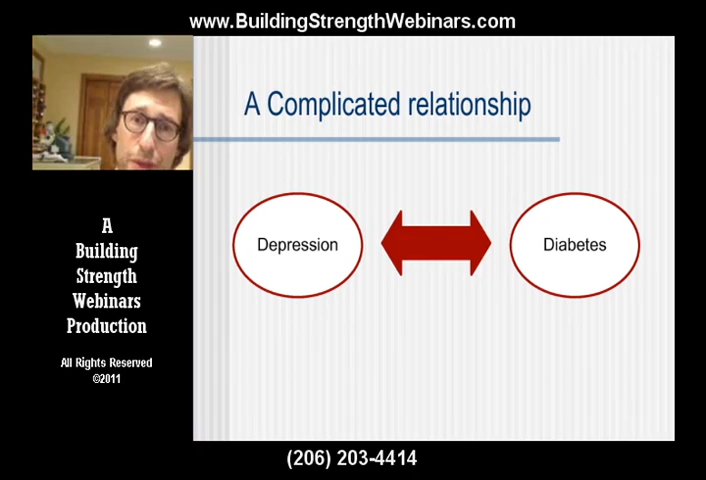 www.BuildingStrengthWebinars.com
A Complicated relationship
Depression
Diabetes
A
Building
Strength
Webinars
Production
All Rights Reserved
©2011
(206) 203-4414